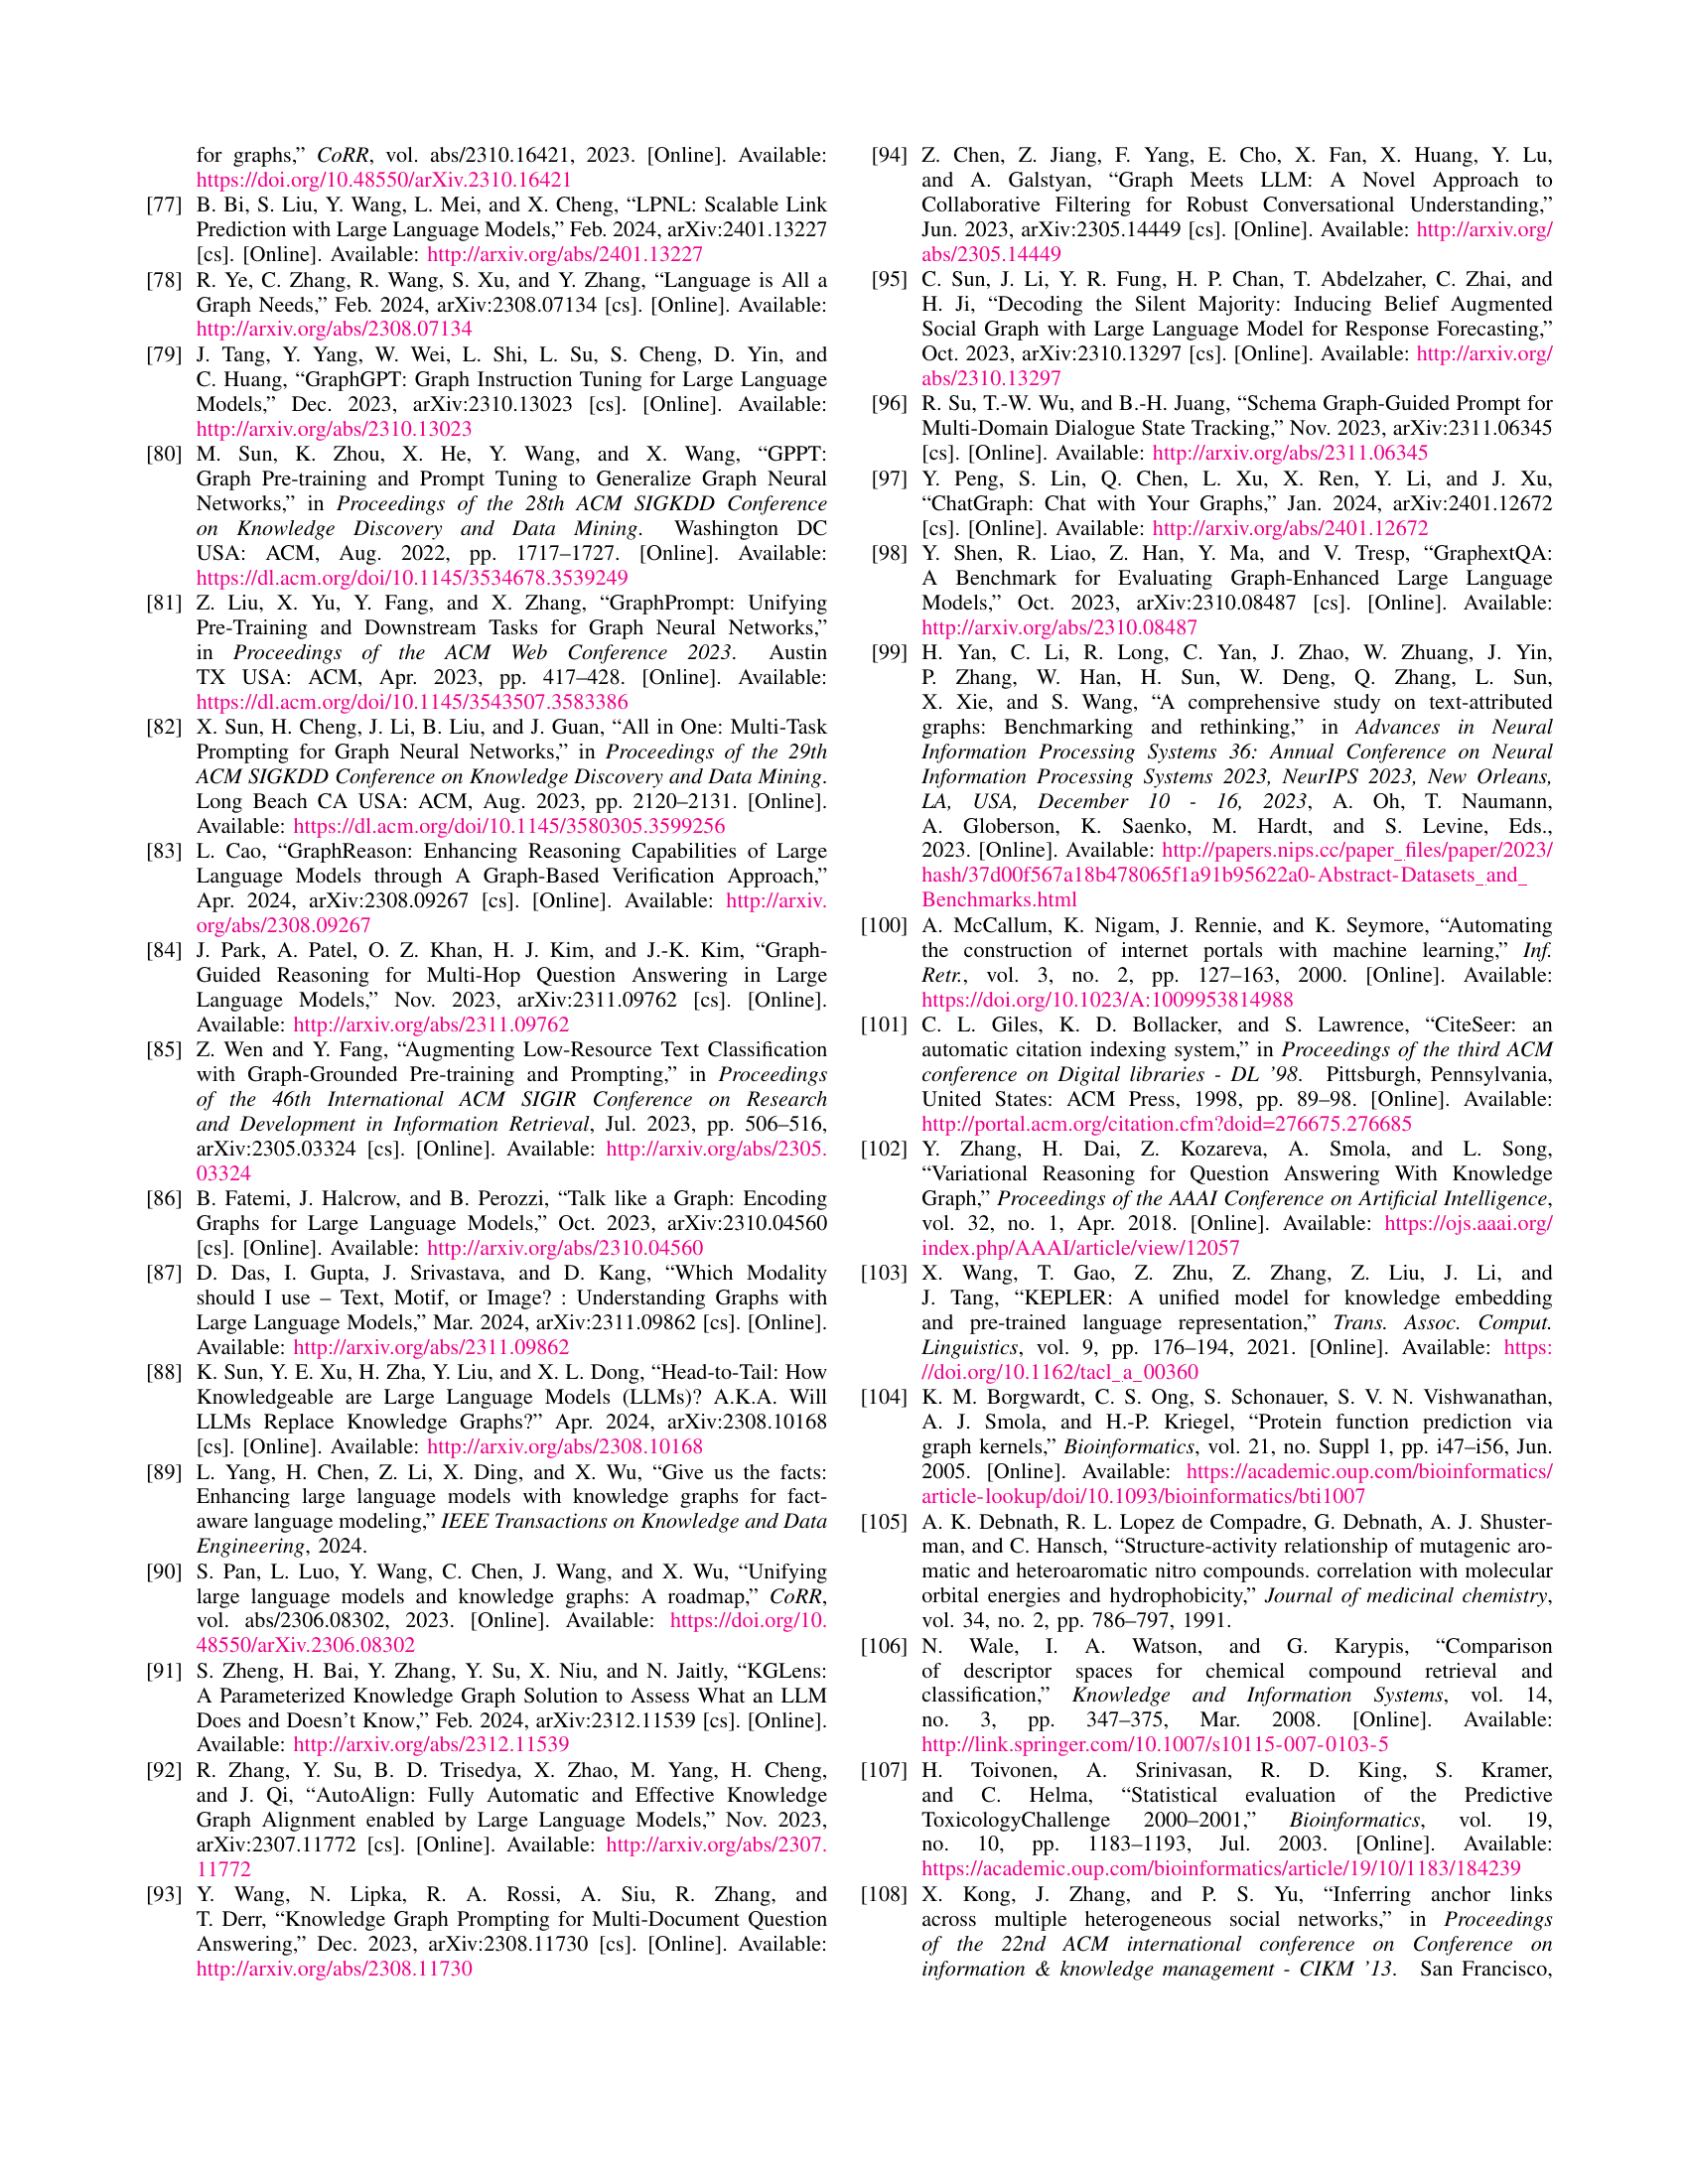 for graphs,” CoRR, vol. abs/2310.16421, 2023. [Online]. Available:
https://doi.org/10.48550/arXiv.2310.16421
[77] B. Bi, S. Liu, Y. Wang, L. Mei, and X. Cheng, “LPNL: Scalable Link
Prediction with Large Language Models,” Feb. 2024, arXiv:2401.13227
[cs]. [Online]. Available: http://arxiv.org/abs/2401.13227
[78] R. Ye, C. Zhang, R. Wang, S. Xu, and Y. Zhang, “Language is All a
Graph Needs,” Feb. 2024, arXiv:2308.07134 [cs]. [Online]. Available:
http://arxiv.org/abs/2308.07134
[79] J. Tang, Y. Yang, W. Wei, L. Shi, L. Su, S. Cheng, D. Yin, and
C. Huang, “GraphGPT: Graph Instruction Tuning for Large Language
Models,” Dec. 2023, arXiv:2310.13023 [cs]. [Online]. Available:
http://arxiv.org/abs/2310.13023
[80] M. Sun, K. Zhou, X. He, Y. Wang, and X. Wang, “GPPT:
Graph Pre-training and Prompt Tuning to Generalize Graph Neural
Networks,” in Proceedings of the 28th ACM SIGKDD Conference
on Knowledge Discovery and Data Mining. Washington DC
USA: ACM, Aug. 2022, pp. 1717–1727. [Online]. Available:
https://dl.acm.org/doi/10.1145/3534678.3539249
[81] Z. Liu, X. Yu, Y. Fang, and X. Zhang, “GraphPrompt: Unifying
Pre-Training and Downstream Tasks for Graph Neural Networks,”
in Proceedings of the ACM Web Conference 2023. Austin
TX USA: ACM, Apr. 2023, pp. 417–428. [Online]. Available:
https://dl.acm.org/doi/10.1145/3543507.3583386
[82] X. Sun, H. Cheng, J. Li, B. Liu, and J. Guan, “All in One: Multi-Task
Prompting for Graph Neural Networks,” in Proceedings of the 29th
ACM SIGKDD Conference on Knowledge Discovery and Data Mining.
Long Beach CA USA: ACM, Aug. 2023, pp. 2120–2131. [Online].
Available: https://dl.acm.org/doi/10.1145/3580305.3599256
[83] L. Cao, “GraphReason: Enhancing Reasoning Capabilities of Large
Language Models through A Graph-Based Verification Approach,”
Apr. 2024, arXiv:2308.09267 [cs]. [Online]. Available: http://arxiv.
org/abs/2308.09267
[84] J. Park, A. Patel, O. Z. Khan, H. J. Kim, and J.-K. Kim, “Graph-
Guided Reasoning for Multi-Hop Question Answering in Large
Language Models,” Nov. 2023, arXiv:2311.09762 [cs]. [Online].
Available: http://arxiv.org/abs/2311.09762
[85] Z. Wen and Y. Fang, “Augmenting Low-Resource Text Classification
with Graph-Grounded Pre-training and Prompting,” in Proceedings
of the 46th International ACM SIGIR Conference on Research
and Development in Information Retrieval, Jul. 2023, pp. 506–516,
arXiv:2305.03324 [cs]. [Online]. Available: http://arxiv.org/abs/2305.
03324
[86] B. Fatemi, J. Halcrow, and B. Perozzi, “Talk like a Graph: Encoding
Graphs for Large Language Models,” Oct. 2023, arXiv:2310.04560
[cs]. [Online]. Available: http://arxiv.org/abs/2310.04560
[87] D. Das, I. Gupta, J. Srivastava, and D. Kang, “Which Modality
should I use – Text, Motif, or Image? : Understanding Graphs with
Large Language Models,” Mar. 2024, arXiv:2311.09862 [cs]. [Online].
Available: http://arxiv.org/abs/2311.09862
[88] K. Sun, Y. E. Xu, H. Zha, Y. Liu, and X. L. Dong, “Head-to-Tail: How
Knowledgeable are Large Language Models (LLMs)? A.K.A. Will
LLMs Replace Knowledge Graphs?” Apr. 2024, arXiv:2308.10168
[cs]. [Online]. Available: http://arxiv.org/abs/2308.10168
[89] L. Yang, H. Chen, Z. Li, X. Ding, and X. Wu, “Give us the facts:
Enhancing large language models with knowledge graphs for fact-
aware language modeling,” IEEE Transactions on Knowledge and Data
Engineering, 2024.
[90] S. Pan, L. Luo, Y. Wang, C. Chen, J. Wang, and X. Wu, “Unifying
large language models and knowledge graphs: A roadmap,” CoRR,
vol. abs/2306.08302, 2023. [Online]. Available: https://doi.org/10.
48550/arXiv.2306.08302
[91] S. Zheng, H. Bai, Y. Zhang, Y. Su, X. Niu, and N. Jaitly, “KGLens:
A Parameterized Knowledge Graph Solution to Assess What an LLM
Does and Doesn’t Know,” Feb. 2024, arXiv:2312.11539 [cs]. [Online].
Available: http://arxiv.org/abs/2312.11539
[92] R. Zhang, Y. Su, B. D. Trisedya, X. Zhao, M. Yang, H. Cheng,
and J. Qi, “AutoAlign: Fully Automatic and Effective Knowledge
Graph Alignment enabled by Large Language Models,” Nov. 2023,
arXiv:2307.11772 [cs]. [Online]. Available: http://arxiv.org/abs/2307.
11772
[93] Y. Wang, N. Lipka, R. A. Rossi, A. Siu, R. Zhang, and
T. Derr, “Knowledge Graph Prompting for Multi-Document Question
Answering,” Dec. 2023, arXiv:2308.11730 [cs]. [Online]. Available:
http://arxiv.org/abs/2308.11730
[94] Z. Chen, Z. Jiang, F. Yang, E. Cho, X. Fan, X. Huang, Y. Lu,
and A. Galstyan, “Graph Meets LLM: A Novel Approach to
Collaborative Filtering for Robust Conversational Understanding,”
Jun. 2023, arXiv:2305.14449 [cs]. [Online]. Available: http://arxiv.org/
abs/2305.14449
[95] C. Sun, J. Li, Y. R. Fung, H. P. Chan, T. Abdelzaher, C. Zhai, and
H. Ji, “Decoding the Silent Majority: Inducing Belief Augmented
Social Graph with Large Language Model for Response Forecasting,”
Oct. 2023, arXiv:2310.13297 [cs]. [Online]. Available: http://arxiv.org/
abs/2310.13297
[96] R. Su, T.-W. Wu, and B.-H. Juang, “Schema Graph-Guided Prompt for
Multi-Domain Dialogue State Tracking,” Nov. 2023, arXiv:2311.06345
[cs]. [Online]. Available: http://arxiv.org/abs/2311.06345
[97] Y. Peng, S. Lin, Q. Chen, L. Xu, X. Ren, Y. Li, and J. Xu,
“ChatGraph: Chat with Your Graphs,” Jan. 2024, arXiv:2401.12672
[cs]. [Online]. Available: http://arxiv.org/abs/2401.12672
[98] Y. Shen, R. Liao, Z. Han, Y. Ma, and V. Tresp, “GraphextQA:
A Benchmark for Evaluating Graph-Enhanced Large Language
Models,” Oct. 2023, arXiv:2310.08487 [cs]. [Online]. Available:
http://arxiv.org/abs/2310.08487
[99] H. Yan, C. Li, R. Long, C. Yan, J. Zhao, W. Zhuang, J. Yin,
P. Zhang, W. Han, H. Sun, W. Deng, Q. Zhang, L. Sun,
X. Xie, and S. Wang, “A comprehensive study on text-attributed
graphs: Benchmarking and rethinking,” in Advances in Neural
Information Processing Systems 36: Annual Conference on Neural
Information Processing Systems 2023, NeurIPS 2023, New Orleans,
LA, USA, December 10 - 16, 2023, A. Oh, T. Naumann,
A. Globerson, K. Saenko, M. Hardt, and S. Levine, Eds.,
2023. [Online]. Available: http://papers.nips.cc/paper_files/paper/2023/
hash/37d00f567a18b478065f1a91b95622a0-Abstract-Datasets_and_
Benchmarks.html
[100] A. McCallum, K. Nigam, J. Rennie, and K. Seymore, “Automating
the construction of internet portals with machine learning,” Inf.
Retr., vol. 3, no. 2, pp. 127–163, 2000. [Online]. Available:
https://doi.org/10.1023/A:1009953814988
[101] C. L. Giles, K. D. Bollacker, and S. Lawrence, “CiteSeer: an
automatic citation indexing system,” in Proceedings of the third ACM
conference on Digital libraries - DL ’98. Pittsburgh, Pennsylvania,
United States: ACM Press, 1998, pp. 89–98. [Online]. Available:
http://portal.acm.org/citation.cfm?doid=276675.276685
[102] Y. Zhang, H. Dai, Z. Kozareva, A. Smola, and L. Song,
“Variational Reasoning for Question Answering With Knowledge
Graph,” Proceedings of the AAAI Conference on Artificial Intelligence,
vol. 32, no. 1, Apr. 2018. [Online]. Available: https://ojs.aaai.org/
index.php/AAAI/article/view/12057
[103] X. Wang, T. Gao, Z. Zhu, Z. Zhang, Z. Liu, J. Li, and
J. Tang, “KEPLER: A unified model for knowledge embedding
and pre-trained language representation,” Trans. Assoc. Comput.
Linguistics, vol. 9, pp. 176–194, 2021. [Online]. Available: https:
//doi.org/10.1162/tacl_a_00360
[104] K. M. Borgwardt, C. S. Ong, S. Schonauer, S. V. N. Vishwanathan,
A. J. Smola, and H.-P. Kriegel, “Protein function prediction via
graph kernels,” Bioinformatics, vol. 21, no. Suppl 1, pp. i47–i56, Jun.
2005. [Online]. Available: https://academic.oup.com/bioinformatics/
article-lookup/doi/10.1093/bioinformatics/bti1007
[105] A. K. Debnath, R. L. Lopez de Compadre, G. Debnath, A. J. Shuster-
man, and C. Hansch, “Structure-activity relationship of mutagenic aro-
matic and heteroaromatic nitro compounds. correlation with molecular
orbital energies and hydrophobicity,” Journal of medicinal chemistry,
vol. 34, no. 2, pp. 786–797, 1991.
[106] N. Wale, I. A. Watson, and G. Karypis, “Comparison
of descriptor spaces for chemical compound retrieval and
classification,” Knowledge and Information Systems, vol. 14,
no. 3, pp. 347–375, Mar. 2008. [Online]. Available:
http://link.springer.com/10.1007/s10115-007-0103-5
[107] H. Toivonen, A. Srinivasan, R. D. King, S. Kramer,
and C. Helma, “Statistical evaluation of the Predictive
ToxicologyChallenge 2000–2001,” Bioinformatics, vol. 19,
no. 10, pp. 1183–1193, Jul. 2003. [Online]. Available:
https://academic.oup.com/bioinformatics/article/19/10/1183/184239
[108] X. Kong, J. Zhang, and P. S. Yu, “Inferring anchor links
across multiple heterogeneous social networks,” in Proceedings
of the 22nd ACM international conference on Conference on
information & knowledge management - CIKM ’13. San Francisco,